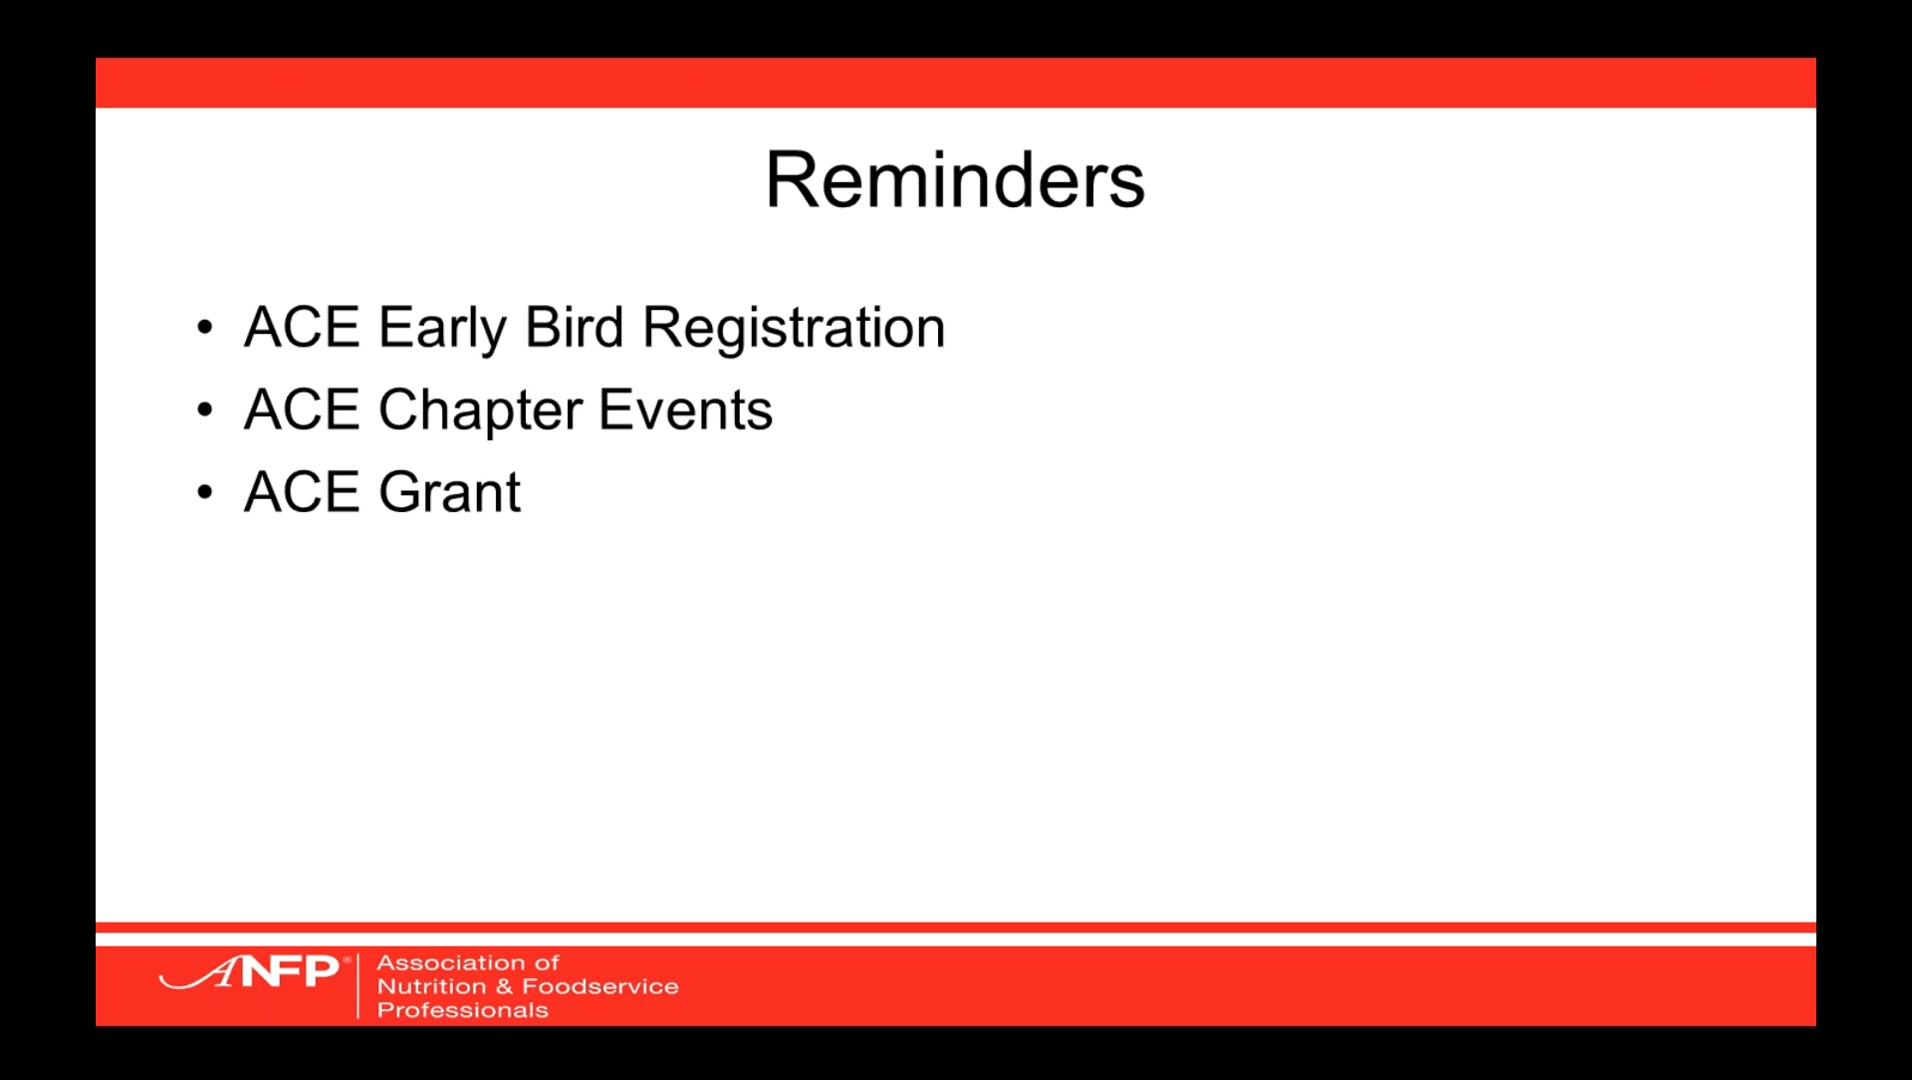 Reminders
• ACE Early Bird Registration
• ACE Chapter Events
• ACE Grant
ANFP®
Association of
Nutrition & Foodservice
Professionals